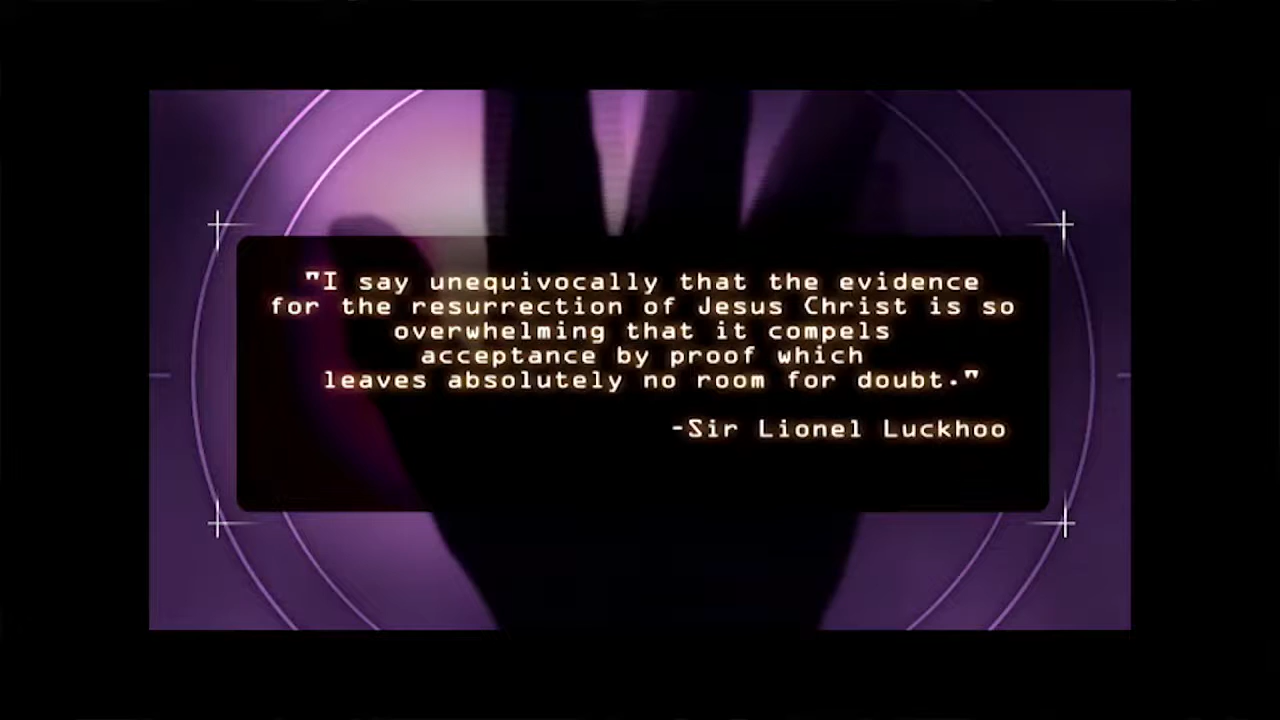 "I say unequivocally that the evidence
for the resurrection of Jesus Christ is so
overwhelming that it compels
acceptance by proof which
leaves absolutely no room for doubt."
-Sir Lionel Luckhoo